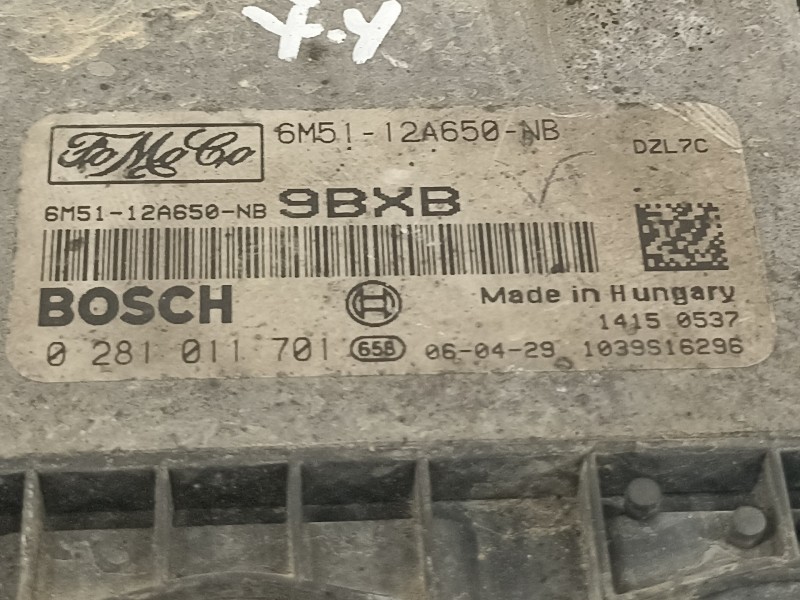 K-X
FoMoCo 6M51-12A650-NB DZL7C
6M51-12A650-NB 9BXB
BOSCH Made in Hungary
1415 0537
0 281 011 701 658 06-04-29 1039S16296